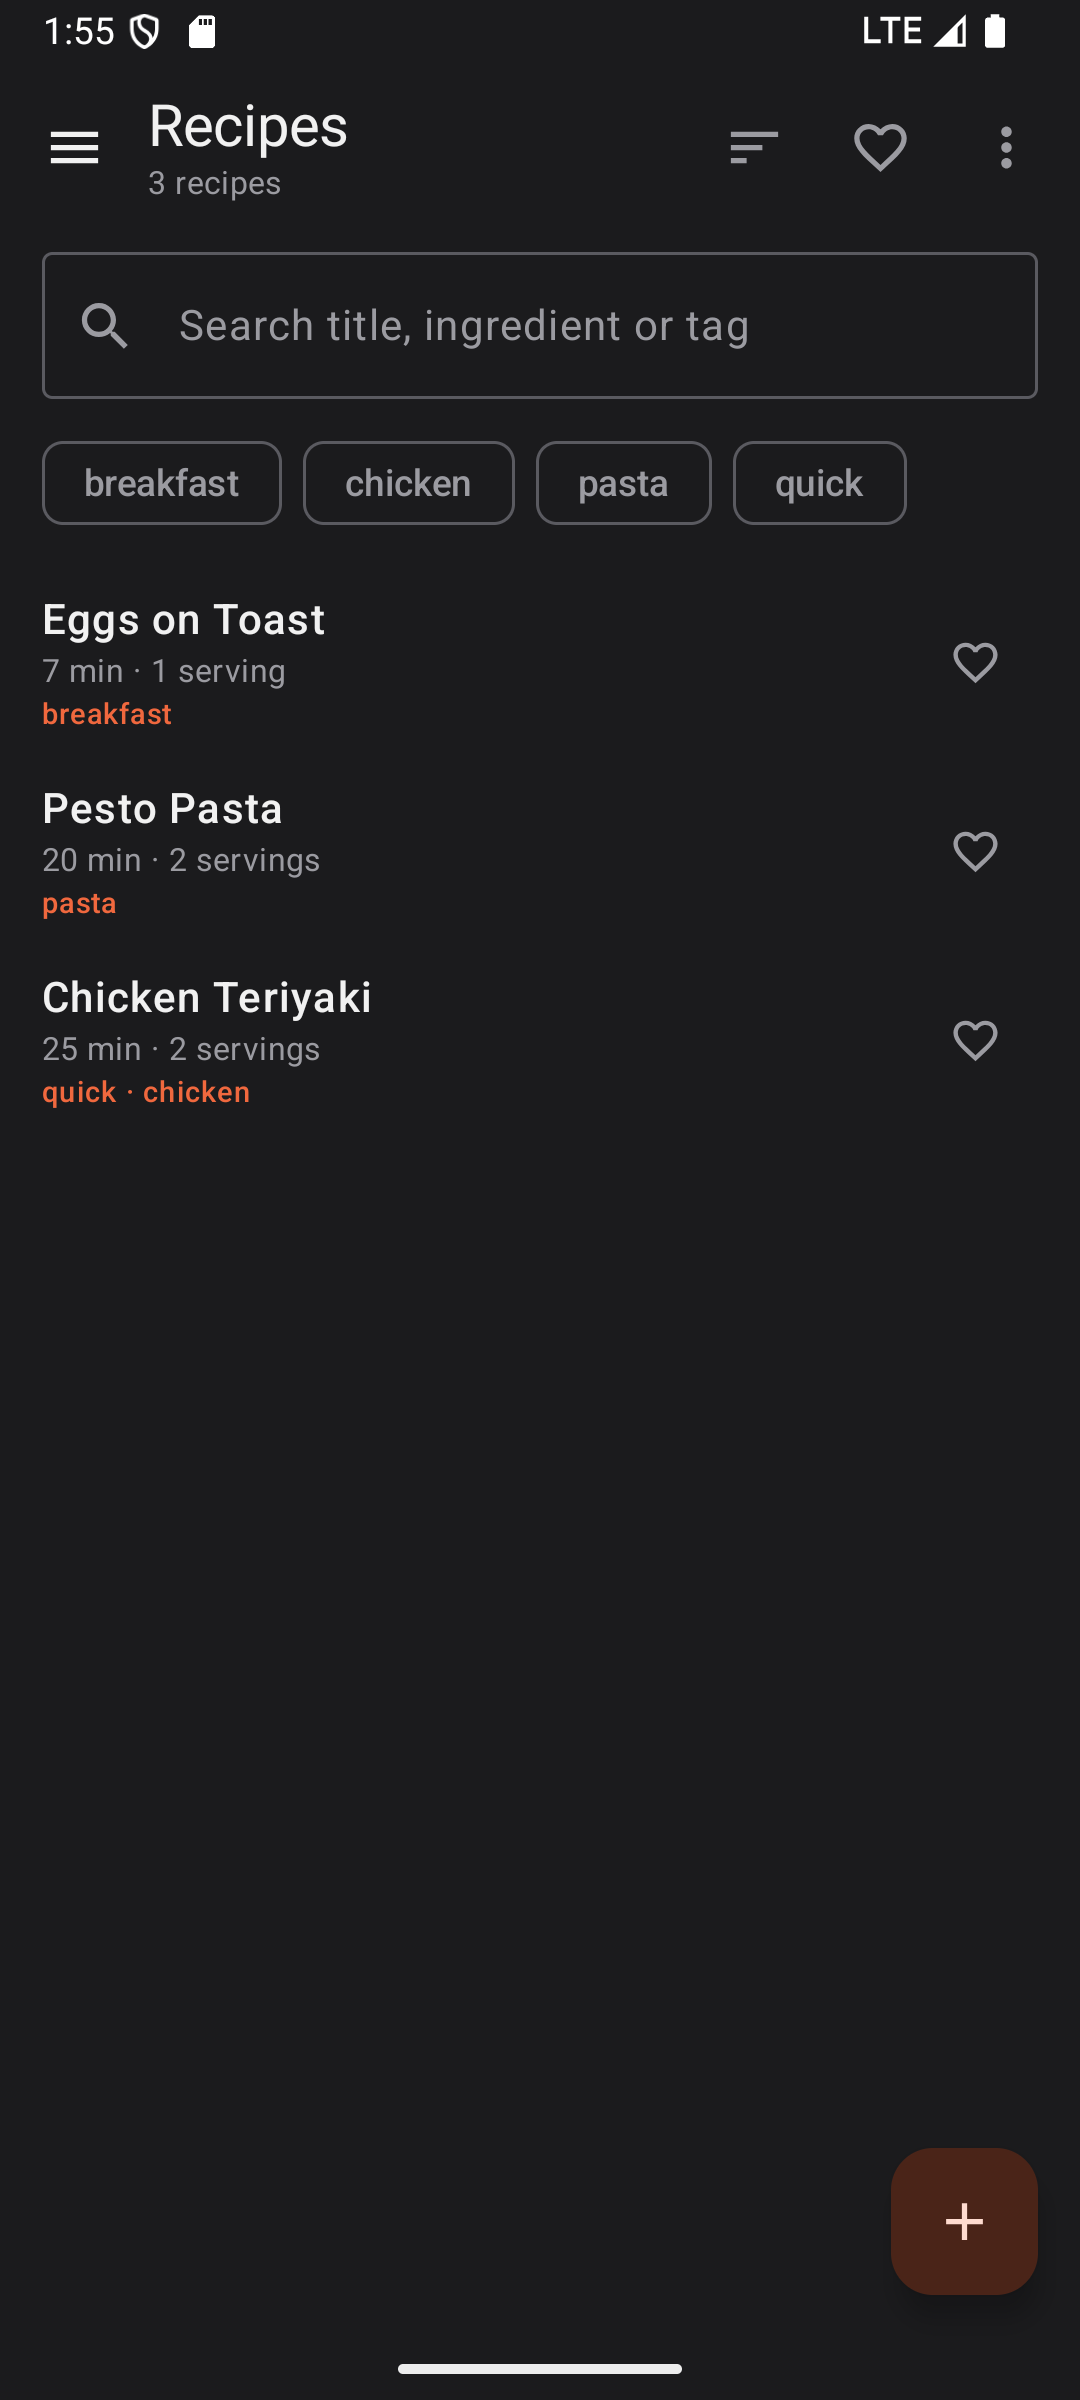 1:55
LTE
Recipes
3 recipes
Search title, ingredient or tag
breakfast
chicken
pasta
quick
Eggs on Toast
7 min · 1 serving
breakfast
Pesto Pasta
20 min · 2 servings
pasta
Chicken Teriyaki
25 min · 2 servings
quick · chicken